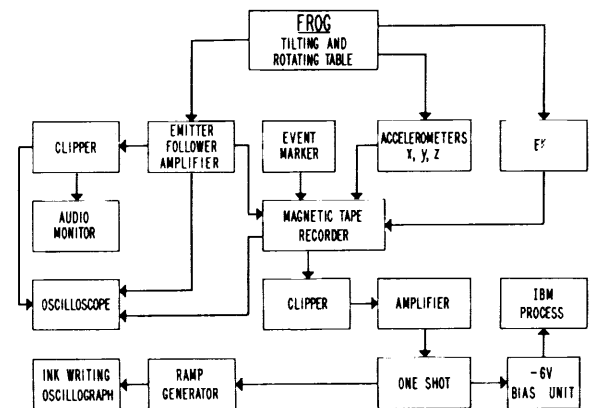 FROG
TILTING AND
ROTATING TABLE
CLIPPER
EMITTER
FOLLOWER
AMPLIFIER
EVENT
MARKER
ACCELEROMETERS
X, y, Z
AUDIO
MONITOR
MAGNETIC TAPE
RECORDER
OSCILLOSCOPE
CLIPPER
AMPLIFIER
IBM
PROCESS
INK WRITING
OSCILLOGRAPH
RAMP
GENERATOR
ONE SHOT
-6V
BIAS UNIT